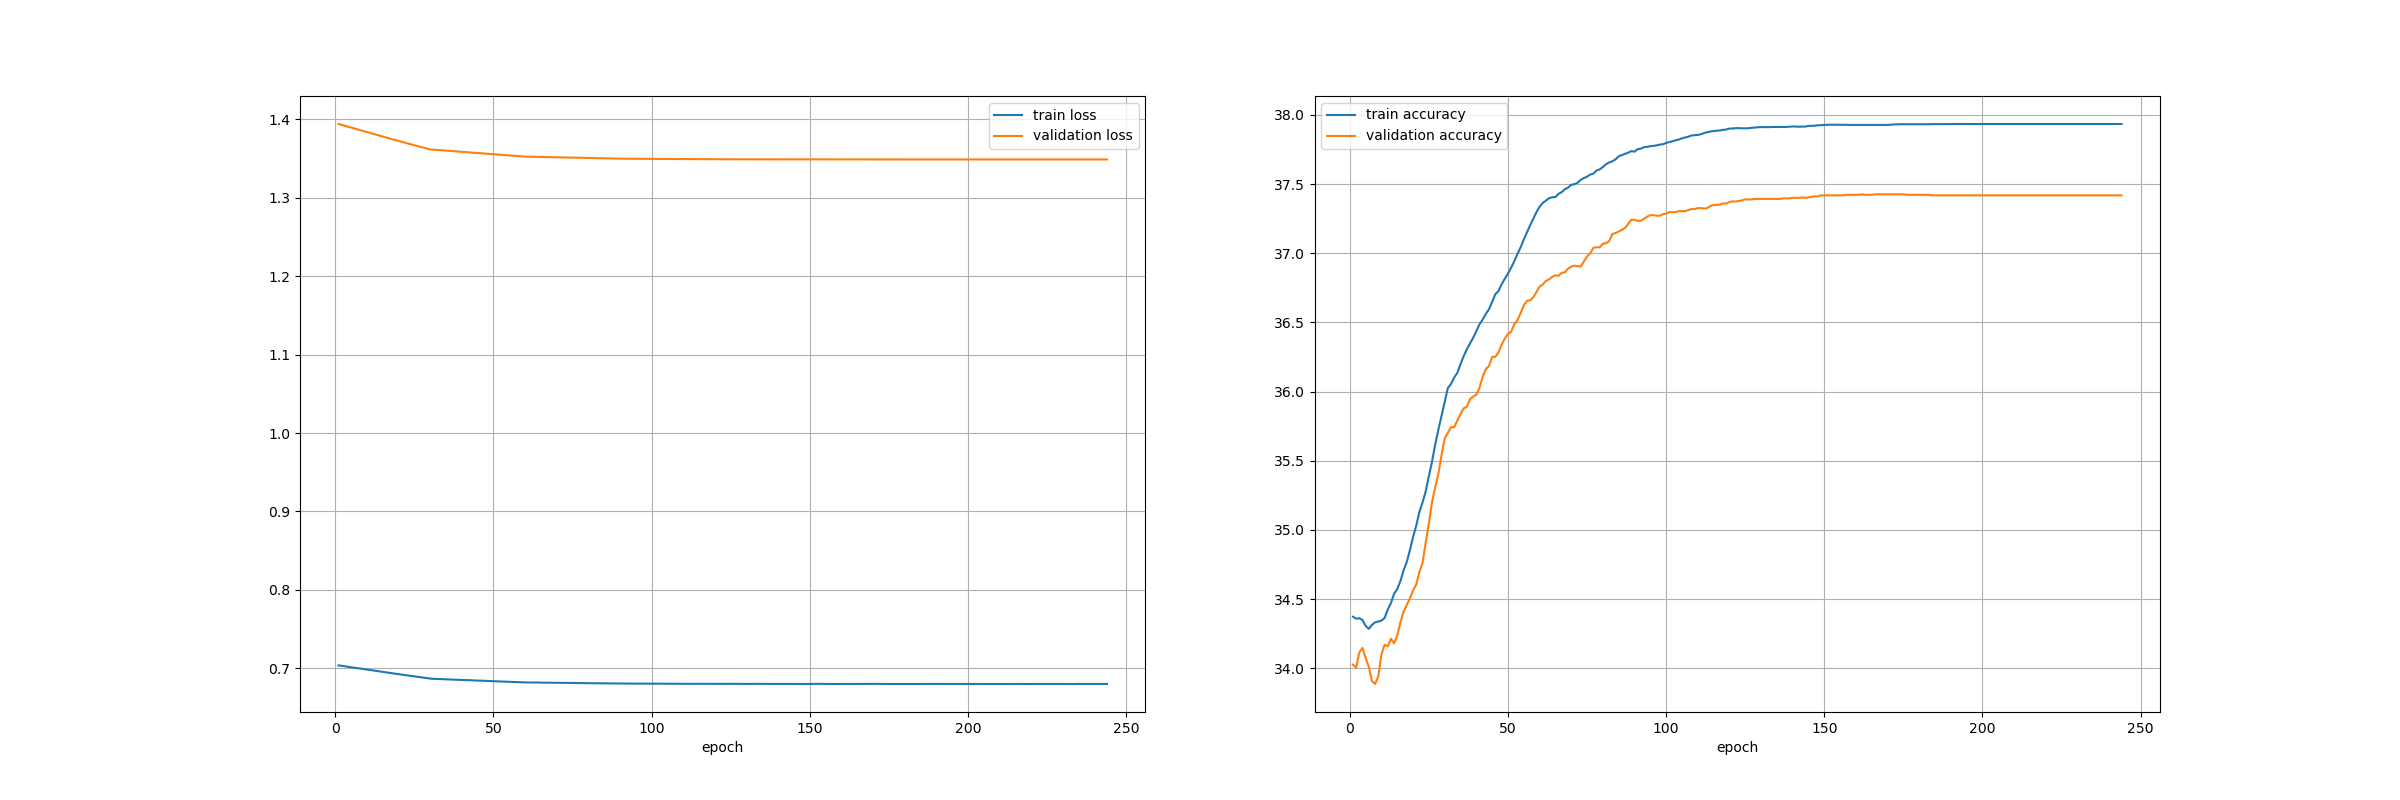 train loss
validation loss
1.4
1.3
1.2
1.1
1.0
0.9
0.8
0.7
0 50 100 150 200 250
epoch
train accuracy
validation accuracy
38.0
37.5
37.0
36.5
36.0
35.5
35.0
34.5
34.0
0 50 100 150 200 250
epoch